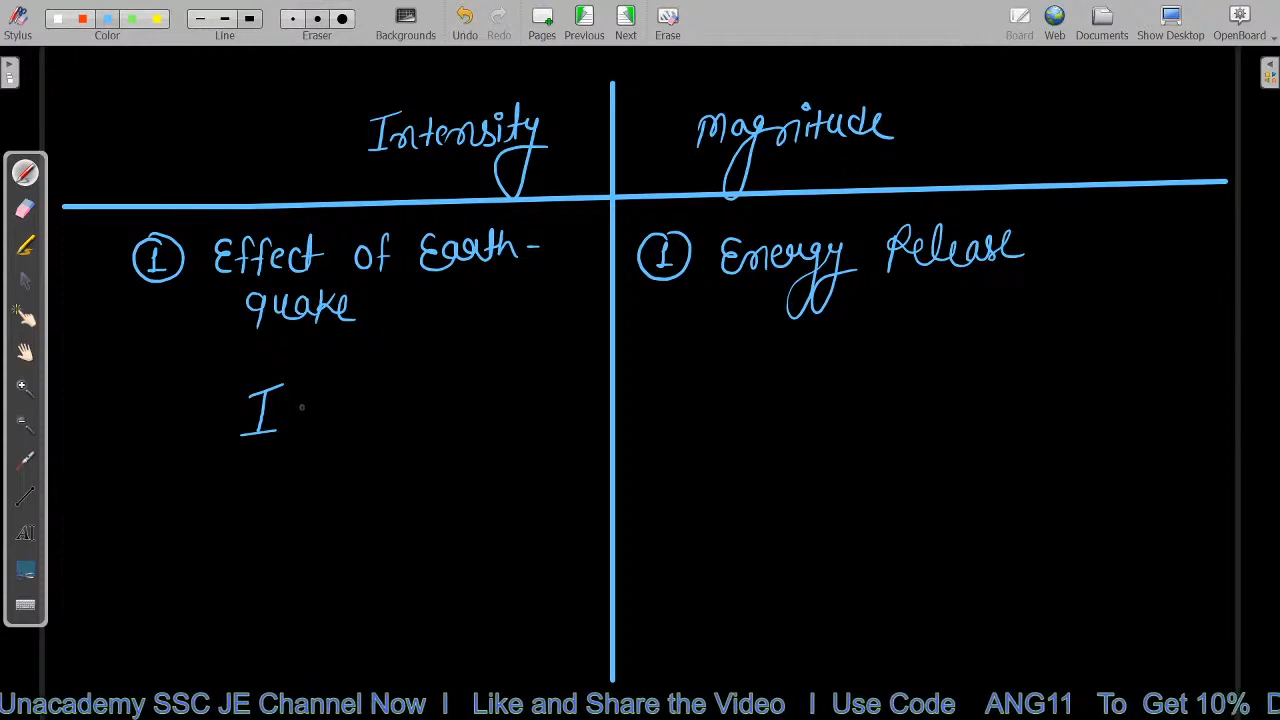 Stylus Color Line Eraser Backgrounds Undo Redo Pages Previous Next Erase Board Web Documents Show Desktop OpenBoard
Intensity Magnitude
① Effect of Earth- ① Energy Release
quake
I
Unacademy SSC JE Channel Now I Like and Share the Video I Use Code ANG11 To Get 10% D